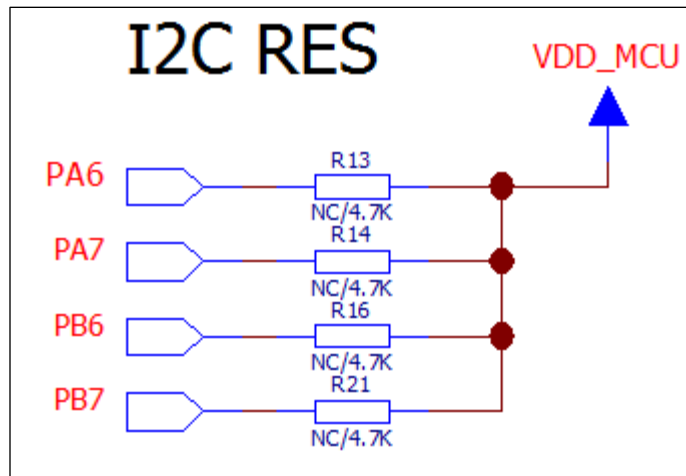 I2C RES
VDD_MCU
PA6
R13
NC/4.7K
PA7
R14
NC/4.7K
PB6
R16
NC/4.7K
PB7
R21
NC/4.7K